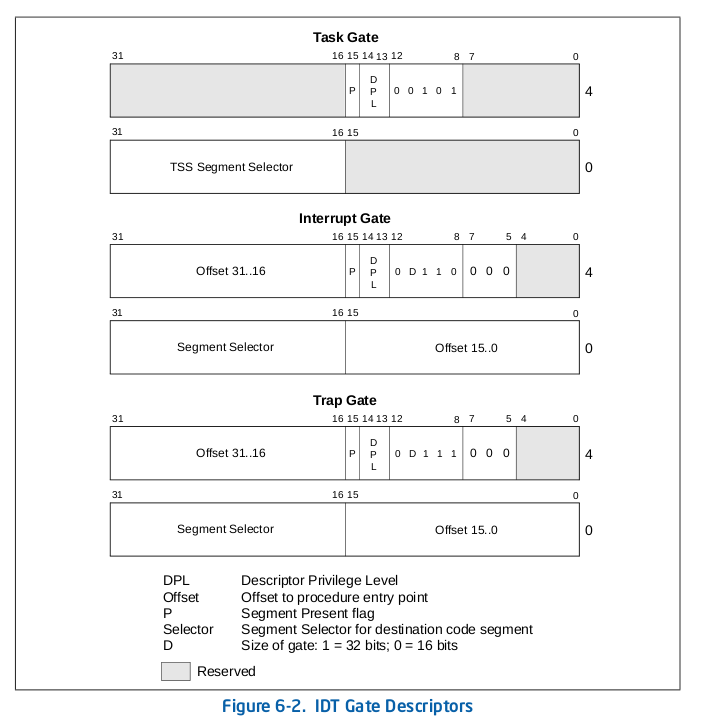 Task Gate
31 16 15 14 13 12 8 7 0
P D P L 0 0 1 0 1 4
31 16 15 0
TSS Segment Selector 0
Interrupt Gate
31 16 15 14 13 12 8 7 5 4 0
Offset 31..16 P D P L 0 D 1 1 0 0 0 0 4
31 16 15 0
Segment Selector Offset 15..0 0
Trap Gate
31 16 15 14 13 12 8 7 5 4 0
Offset 31..16 P D P L 0 D 1 1 1 0 0 0 4
31 16 15 0
Segment Selector Offset 15..0 0
DPL Descriptor Privilege Level
Offset Offset to procedure entry point
P Segment Present flag
Selector Segment Selector for destination code segment
D Size of gate: 1 = 32 bits; 0 = 16 bits
Reserved
Figure 6-2. IDT Gate Descriptors